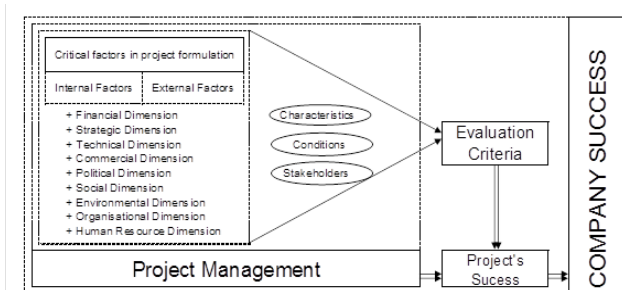 Critical factors in project formulation
Internal Factors
External Factors
+ Financial Dimension
+ Strategic Dimension
+ Technical Dimension
+ Commercial Dimension
+ Political Dimension
+ Social Dimension
+ Environmental Dimension
+ Organisational Dimension
+ Human Resource Dimension
Characteristics
Conditions
Stakeholders
Evaluation
Criteria
Project Management
Project's
Sucess
COMPANY SUCCESS